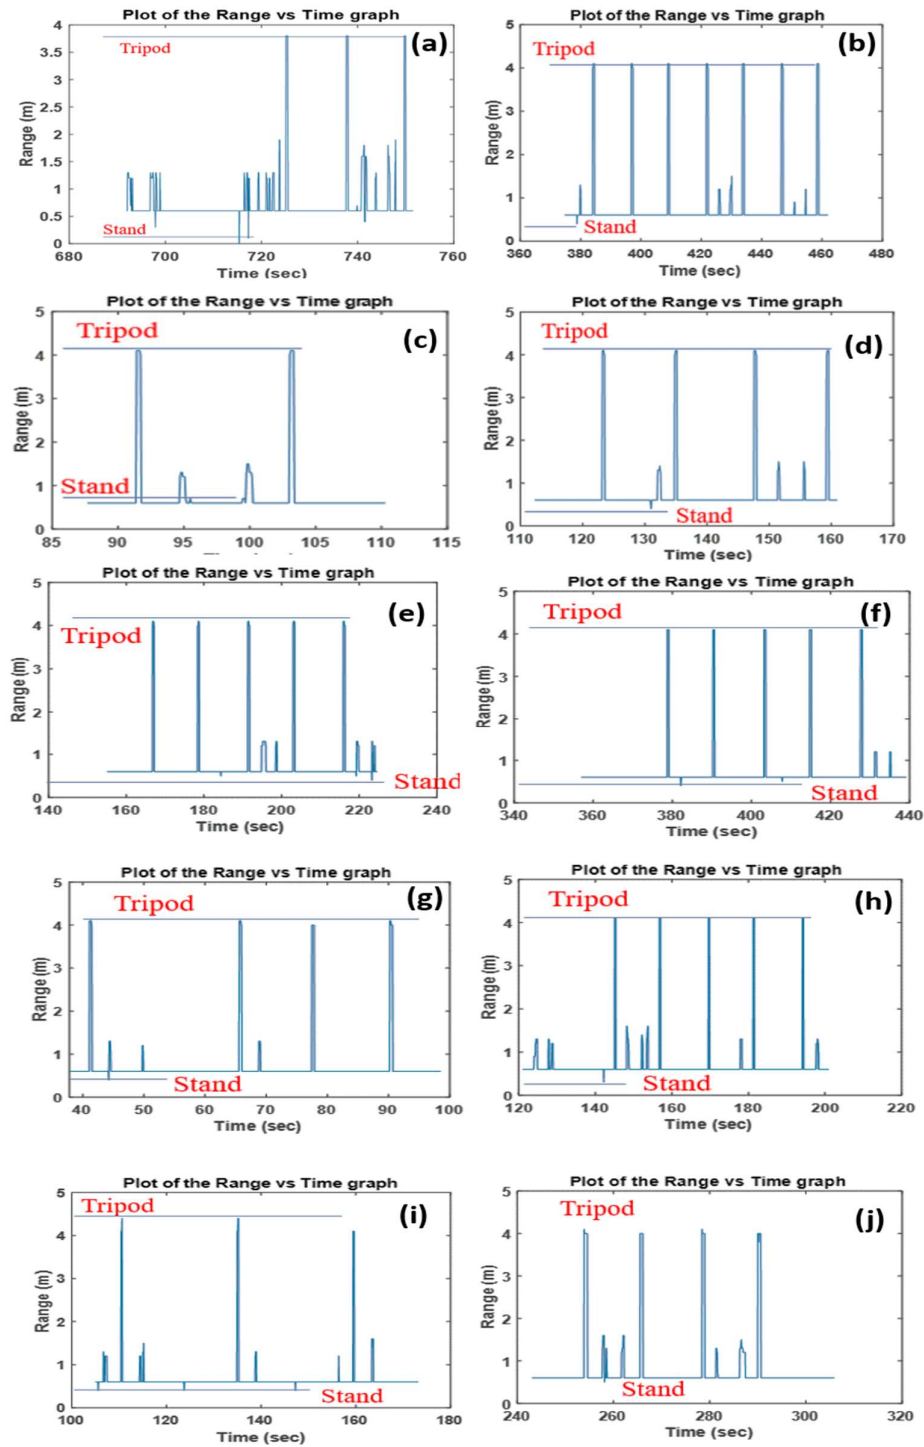 Plot of the Range vs Time graph
(a)
Tripod
Stand
Range (m)
4
3.5
3
2.5
2
1.5
1
0.5
0
680 700 720 740 760
Time (sec)
Plot of the Range vs Time graph
(b)
Tripod
Stand
Range (m)
5
4
3
2
1
0
360 380 400 420 440 460 480
Time (sec)
Plot of the Range vs Time graph
(c)
Tripod
Stand
Range (m)
5
4
3
2
1
0
85 90 95 100 105 110 115
Plot of the Range vs Time graph
(d)
Tripod
Stand
Range (m)
5
4
3
2
1
0
110 120 130 140 150 160 170
Time (sec)
Plot of the Range vs Time graph
(e)
Tripod
Stand
Range (m)
5
4
3
2
1
0
140 160 180 200 220 240
Time (sec)
Plot of the Range vs Time graph
(f)
Tripod
Stand
Range (m)
5
4
3
2
1
0
340 360 380 400 420 440
Time (sec)
Plot of the Range vs Time graph
(g)
Tripod
Stand
Range (m)
5
4
3
2
1
0
40 50 60 70 80 90 100
Time (sec)
Plot of the Range vs Time graph
(h)
Tripod
Stand
Range (m)
5
4
3
2
1
0
120 140 160 180 200 220
Time (sec)
Plot of the Range vs Time graph
(i)
Tripod
Stand
Range (m)
5
4
3
2
1
0
100 120 140 160 180
Time (sec)
Plot of the Range vs Time graph
(j)
Tripod
Stand
Range (m)
5
4
3
2
1
0
240 260 280 300 320
Time (sec)